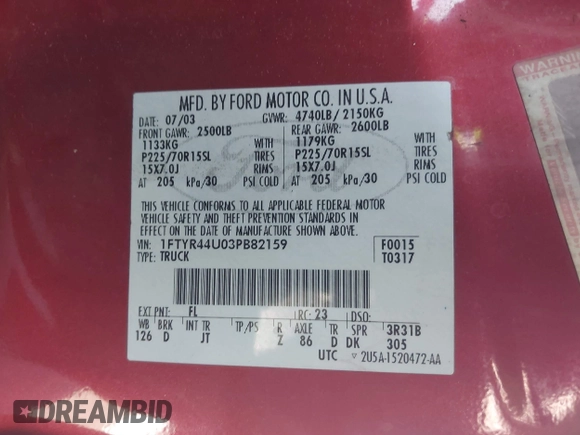 MFD. BY FORD MOTOR CO. IN U.S.A.
DATE: 07/03 GVWR: 4740LB/ 2150KG
FRONT GAWR: 2500LB REAR GAWR: 2600LB
1133KG WITH 1179KG WITH
P225/70R15SL TIRES P225/70R15SL TIRES
15X7.0J RIMS 15X7.0J RIMS
AT 205 kPa/30 PSI COLD AT 205 kPa/30 PSI COLD
Ford
THIS VEHICLE CONFORMS TO ALL APPLICABLE FEDERAL MOTOR
VEHICLE SAFETY AND THEFT PREVENTION STANDARDS IN
EFFECT ON THE DATE OF MANUFACTURE SHOWN ABOVE.
VIN: 1FTYR44U03PB82159 F0015
TYPE: TRUCK T0317
EXT PNT: FL RC: 23 DSO:
WB BRK INT TR TP/PS R AXLE TR SPR 3R31B
126 D JT Z 86 D DK 305
UTC ▽ 2U5A-1520472-AA
WARNING
DREAMBID